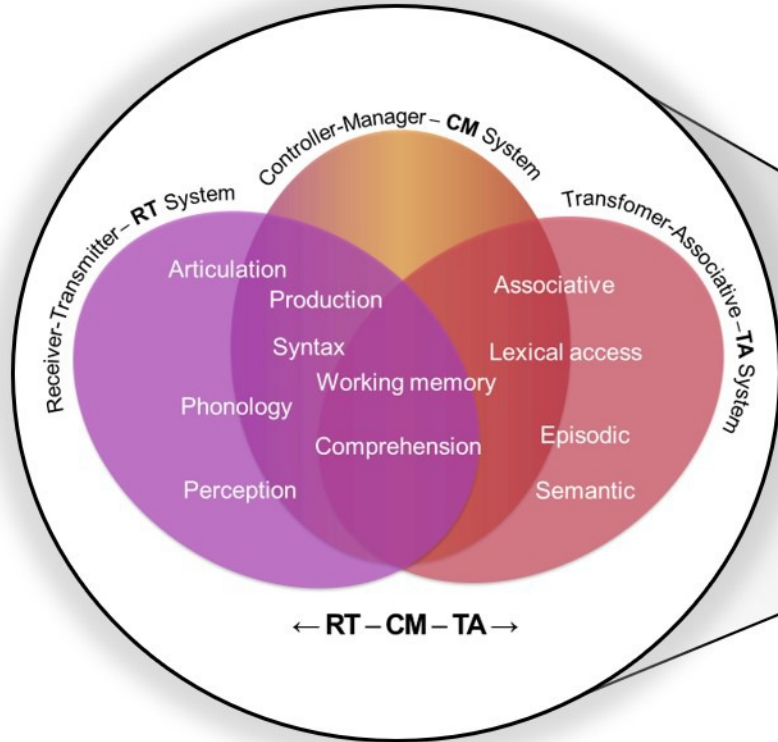 Controller-Manager – CM System
Receiver-Transmitter – RT System
Transfomer-Associative –TA System
Articulation
Production
Associative
Syntax
Lexical access
Working memory
Phonology
Comprehension
Episodic
Perception
Semantic
← RT – CM – TA →